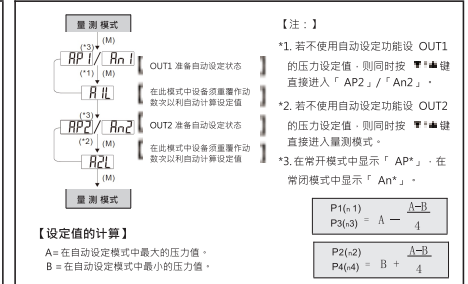 量 测 模式
(*3) (M)
AP1 / An1
(*1) (M)
OUT1 准备自动设定状态
A1L
在此模式中设备须重覆作动
数次以利自动计算设定值
(*3) (M)
AP2 / An2
OUT2 准备自动设定状态
(*2) (M)
A2L
在此模式中设备须重覆作动
数次以利自动计算设定值
(M)
量 测 模式
【设定值的计算】
A= 在自动设定模式中最大的压力值。
B = 在自动设定模式中最小的压力值。
【注：】
*1. 若不使用自动设定功能设 OUT1
的压力设定值，则同时按 ▼+▲ 键
直接进入「 AP2 」/「An2 」。
*2. 若不使用自动设定功能设 OUT2
的压力设定值，则同时按 ▼+▲ 键
直接进入量测模式。
*3. 在常开模式中显示「 AP* 」，在
常闭模式中显示「 An* 」。
P1(n1)
P3(n3) = A — A-B / 4
P2(n2)
P4(n4) = B + A-B / 4